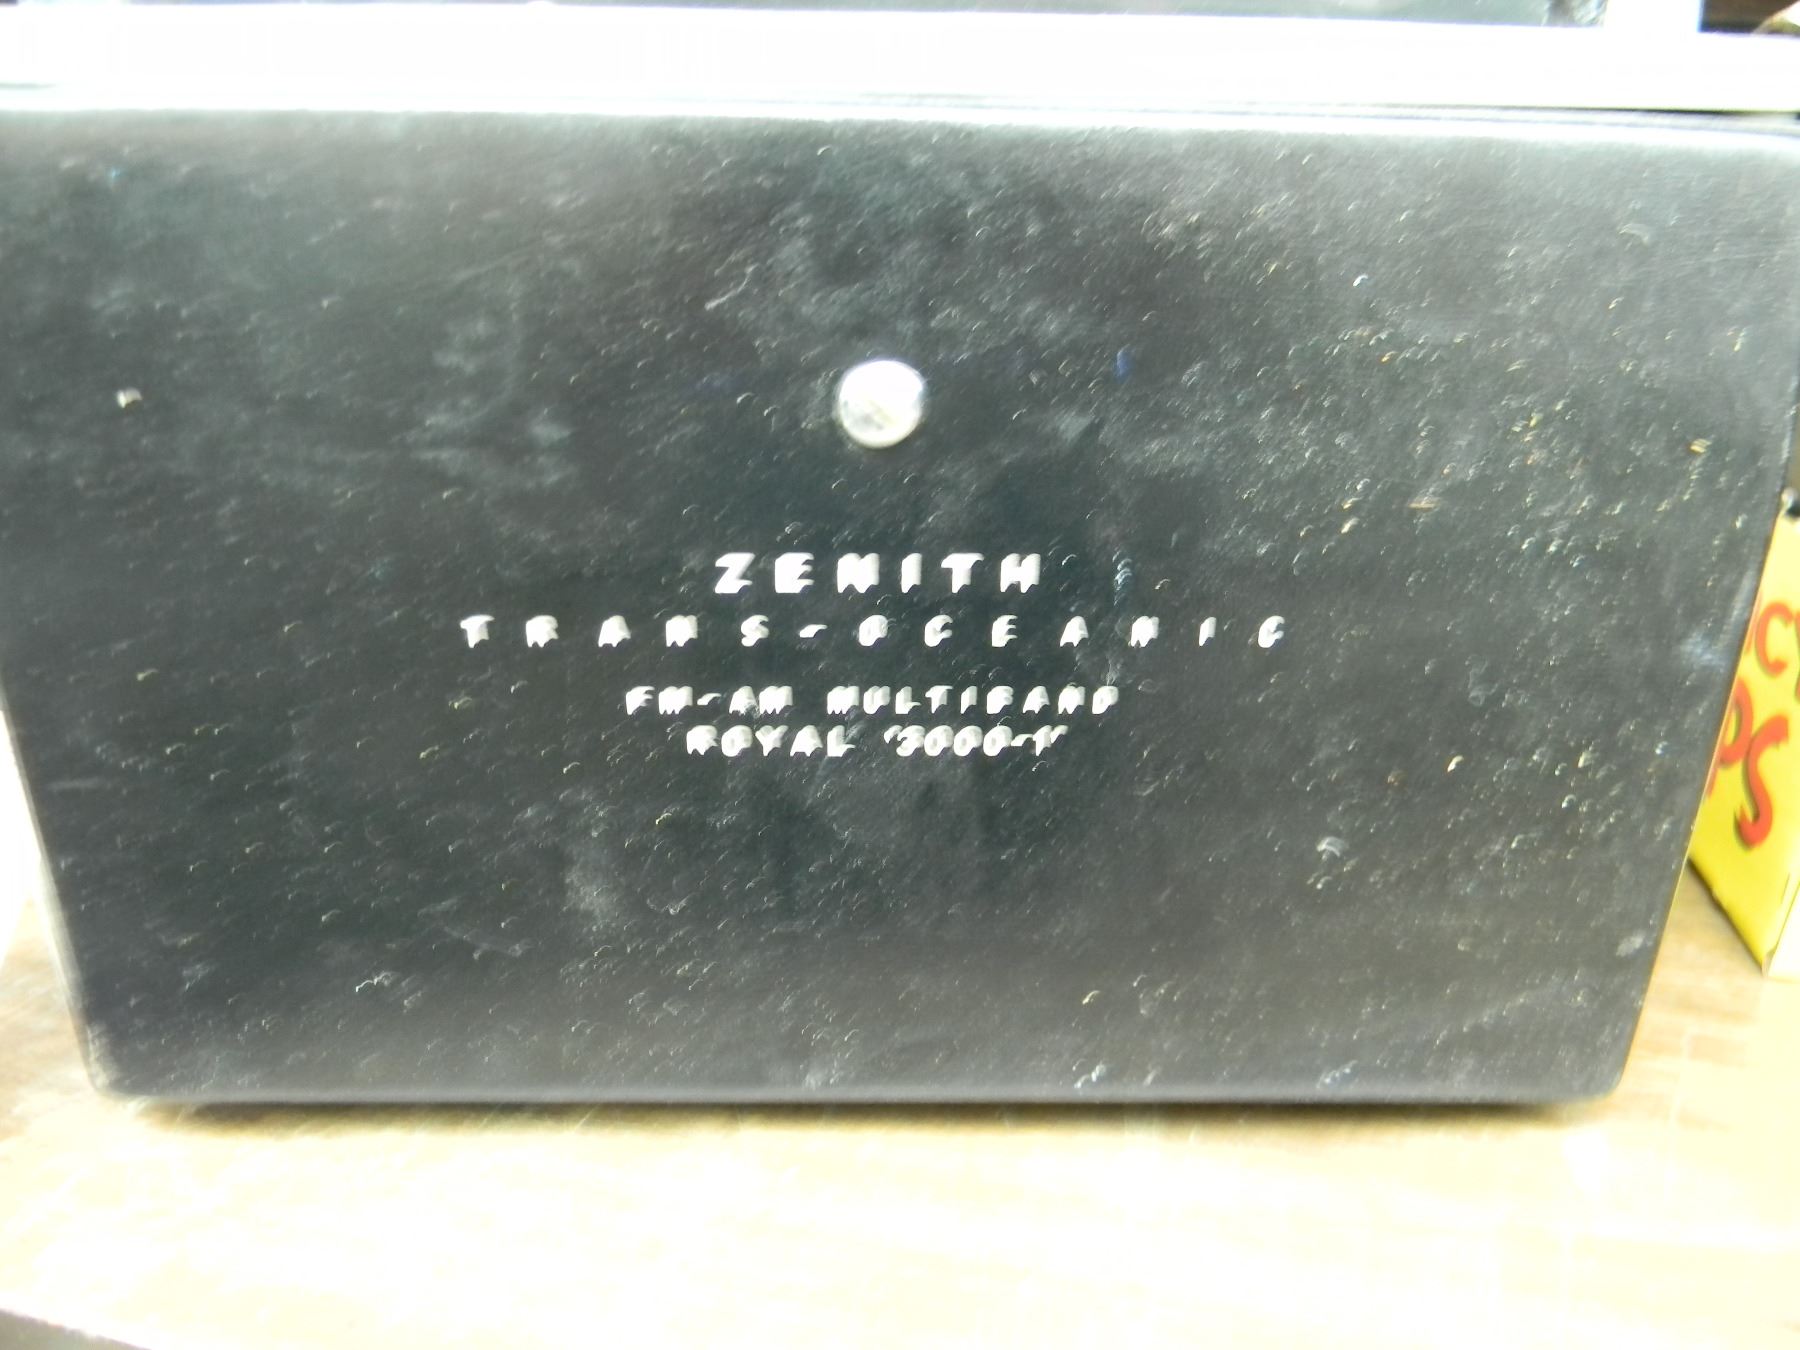 ZENITH
TRANS-OCEANIC
FM-AM MULTIBAND
ROYAL "3000-1"